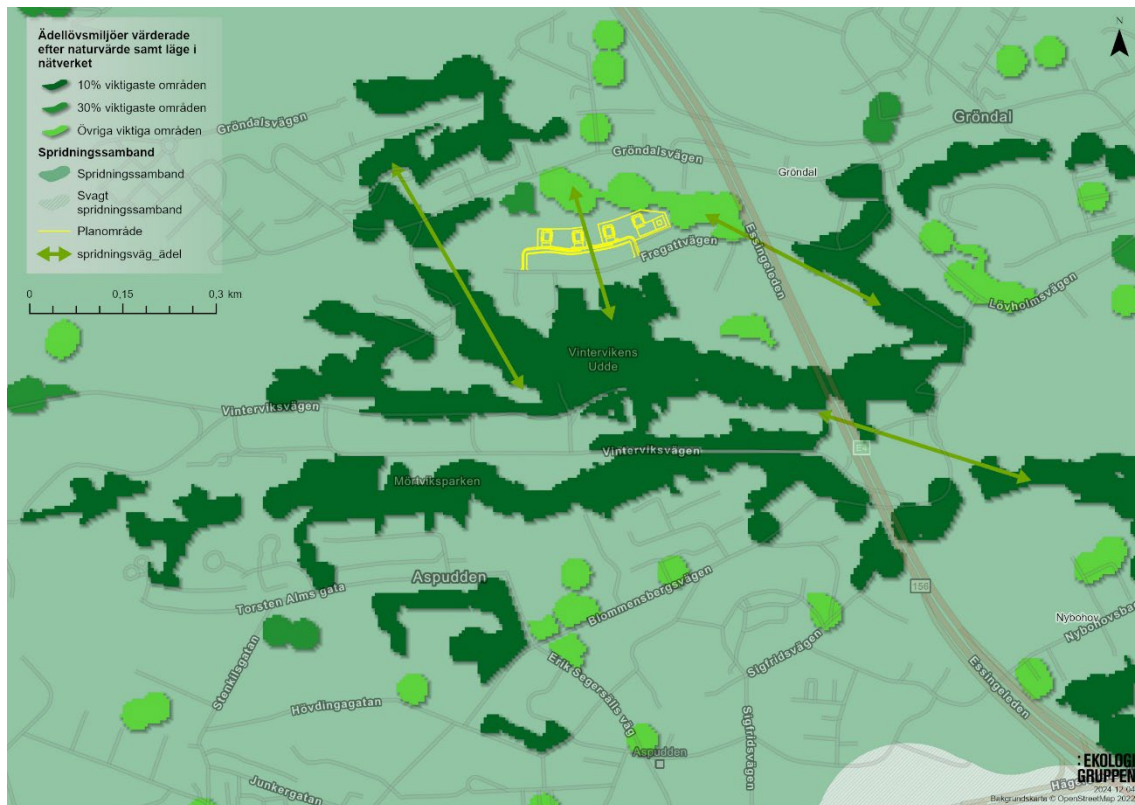 Ädellövsmiljöer värderade
efter naturvärde samt läge i
nätverket
10% viktigaste områden
30% viktigaste områden
Övriga viktiga områden
Spridningssamband
Spridningssamband
Svagt
spridningssamband
Planområde
spridningsväg_ädel
0 0,15 0,3 km
N
Gröndalsvägen
Gröndal
Gröndalsvägen
Gröndal
Fregattvägen
Essingeleden
Lövholmsvägen
Vintervikens
Udde
Vinterviksvägen
Vinterviksvägen
E4
Mörtviksparken
Aspudden
Torsten Alms gata
Blommensbergsvägen
156
Nybohov
Stenkilsgatan
Sigfridsvägen
Essingeleden
Erik Segersälls väg
Hövdingagatan
Sigfridsvägen
Aspudden
Junkergatan
:EKOLOGI
GRUPPEN
2024-12-04
Bakgrundskarta © OpenStreetMap 2022